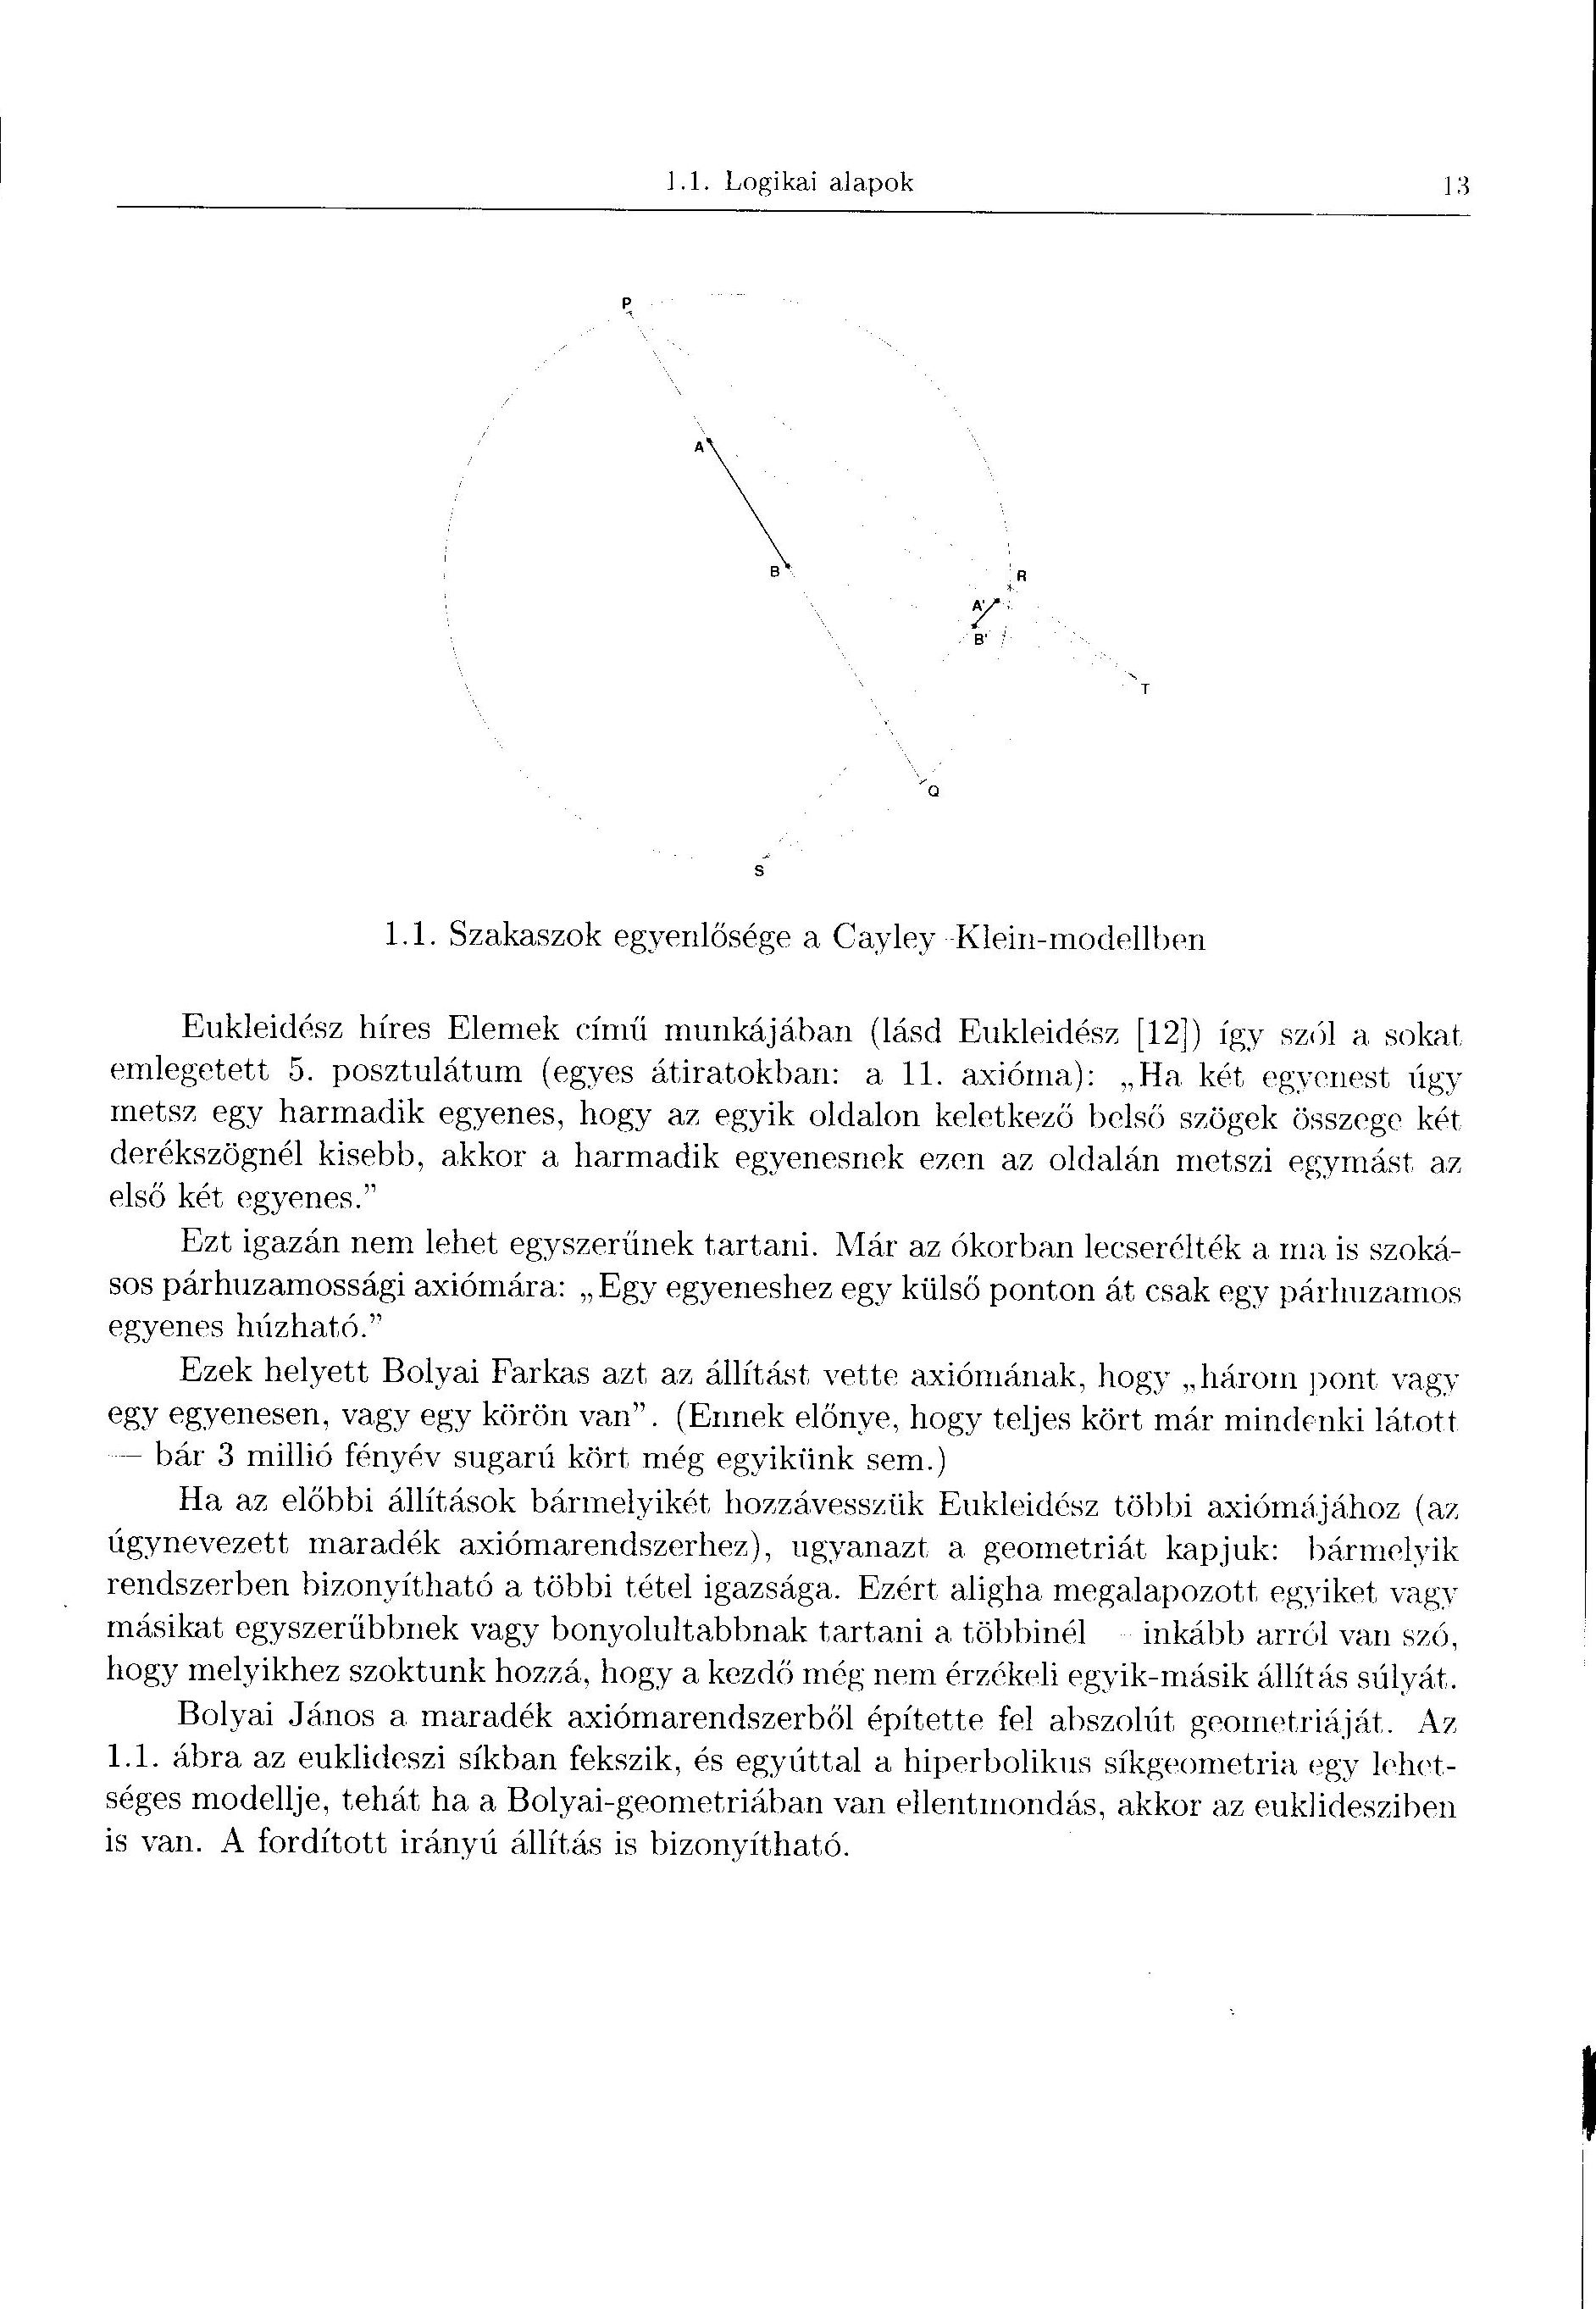 1.1. Logikai alapok 13
P
A
B
R
A'
B'
T
Q
S
1.1. Szakaszok egyenlősége a Cayley–Klein-modellben
Eukleidész híres Elemek című munkájában (lásd Eukleidész [12]) így szól a sokat
emlegetett 5. posztulátum (egyes átiratokban: a 11. axióma): „Ha két egyenest úgy
metsz egy harmadik egyenes, hogy az egyik oldalon keletkező belső szögek összege két
derékszögnél kisebb, akkor a harmadik egyenesnek ezen az oldalán metszi egymást az
első két egyenes.”
Ezt igazán nem lehet egyszerűnek tartani. Már az ókorban lecserélték a ma is szoká-
sos párhuzamossági axiómára: „Egy egyeneshez egy külső ponton át csak egy párhuzamos
egyenes húzható.”
Ezek helyett Bolyai Farkas azt az állítást vette axiómának, hogy „három pont vagy
egy egyenesen, vagy egy körön van”. (Ennek előnye, hogy teljes kört már mindenki látott
— bár 3 millió fényév sugarú kört még egyikünk sem.)
Ha az előbbi állítások bármelyikét hozzávesszük Eukleidész többi axiómájához (az
úgynevezett maradék axiómarendszerhez), ugyanazt a geometriát kapjuk: bármelyik
rendszerben bizonyítható a többi tétel igazsága. Ezért aligha megalapozott egyiket vagy
másikat egyszerűbbnek vagy bonyolultabbnak tartani a többinél – inkább arról van szó,
hogy melyikhez szoktunk hozzá, hogy a kezdő még nem érzékeli egyik-másik állítás súlyát.
Bolyai János a maradék axiómarendszerből építette fel abszolút geometriáját. Az
1.1. ábra az euklideszi síkban fekszik, és egyúttal a hiperbolikus síkgeometria egy lehet-
séges modellje, tehát ha a Bolyai-geometriában van ellentmondás, akkor az euklidesziben
is van. A fordított irányú állítás is bizonyítható.